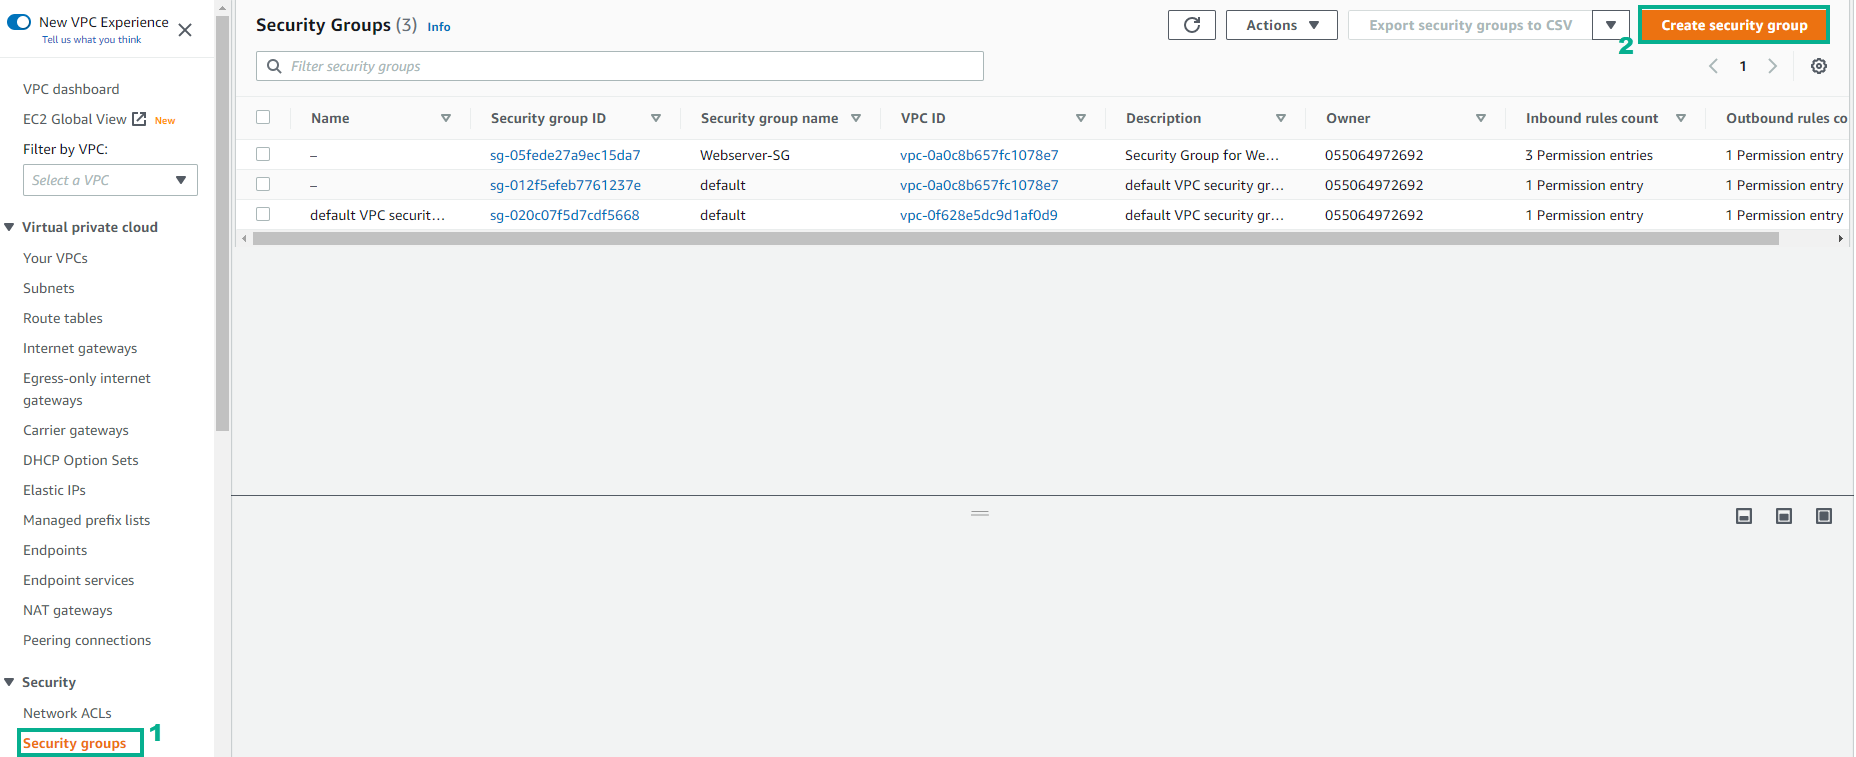 New VPC Experience
Tell us what you think
VPC dashboard
EC2 Global View New
Filter by VPC:
Select a VPC
Virtual private cloud
Your VPCs
Subnets
Route tables
Internet gateways
Egress-only internet
gateways
Carrier gateways
DHCP Option Sets
Elastic IPs
Managed prefix lists
Endpoints
Endpoint services
NAT gateways
Peering connections
Security
Network ACLs
Security groups 1
Security Groups (3) Info
Actions
Export security groups to CSV
2
Create security group
Filter security groups
1
Name Security group ID Security group name VPC ID Description Owner Inbound rules count Outbound rules co
– sg-05fede27a9ec15da7 Webserver-SG vpc-0a0c8b657fc1078e7 Security Group for We... 055064972692 3 Permission entries 1 Permission entry
– sg-012f5efeb7761237e default vpc-0a0c8b657fc1078e7 default VPC security gr... 055064972692 1 Permission entry 1 Permission entry
default VPC securit... sg-020c07f5d7cdf5668 default vpc-0f628e5dc9d1af0d9 default VPC security gr... 055064972692 1 Permission entry 1 Permission entry